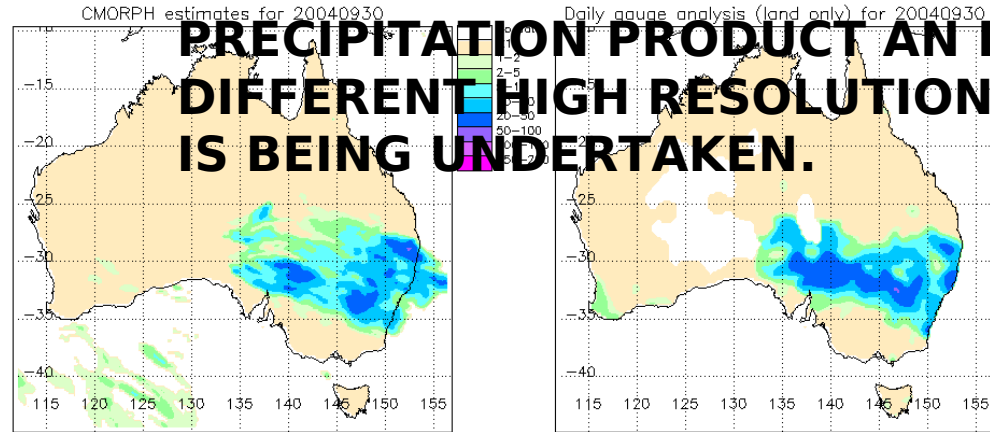 CMORPH estimates for 20040930
Daily gauge analysis (land only) for 20040930
PRECIPITATION PRODUCT AN
DIFFERENT HIGH RESOLUTION
IS BEING UNDERTAKEN.
1-2
2-5
20-50
50-100
-15
-20
-25
-30
-35
-40
115 120 125 130 135 140 145 150 155
-15
-20
-25
-30
-35
-40
115 120 125 130 135 140 145 150 155